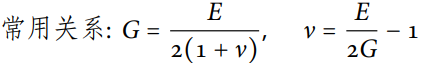 常用关系: G = E / 2(1 + ν), ν = E / 2G − 1